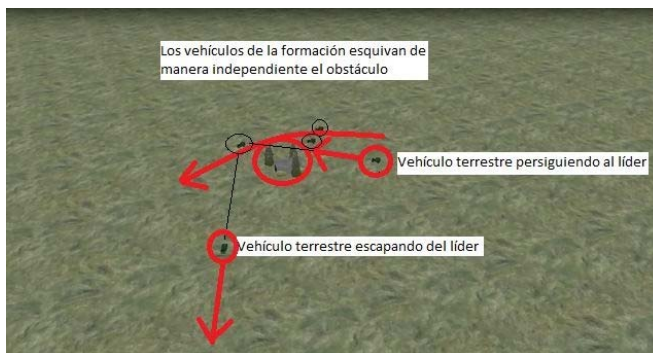 Los vehículos de la formación esquivan de
manera independiente el obstáculo
Vehículo terrestre persiguiendo al líder
Vehículo terrestre escapando del líder